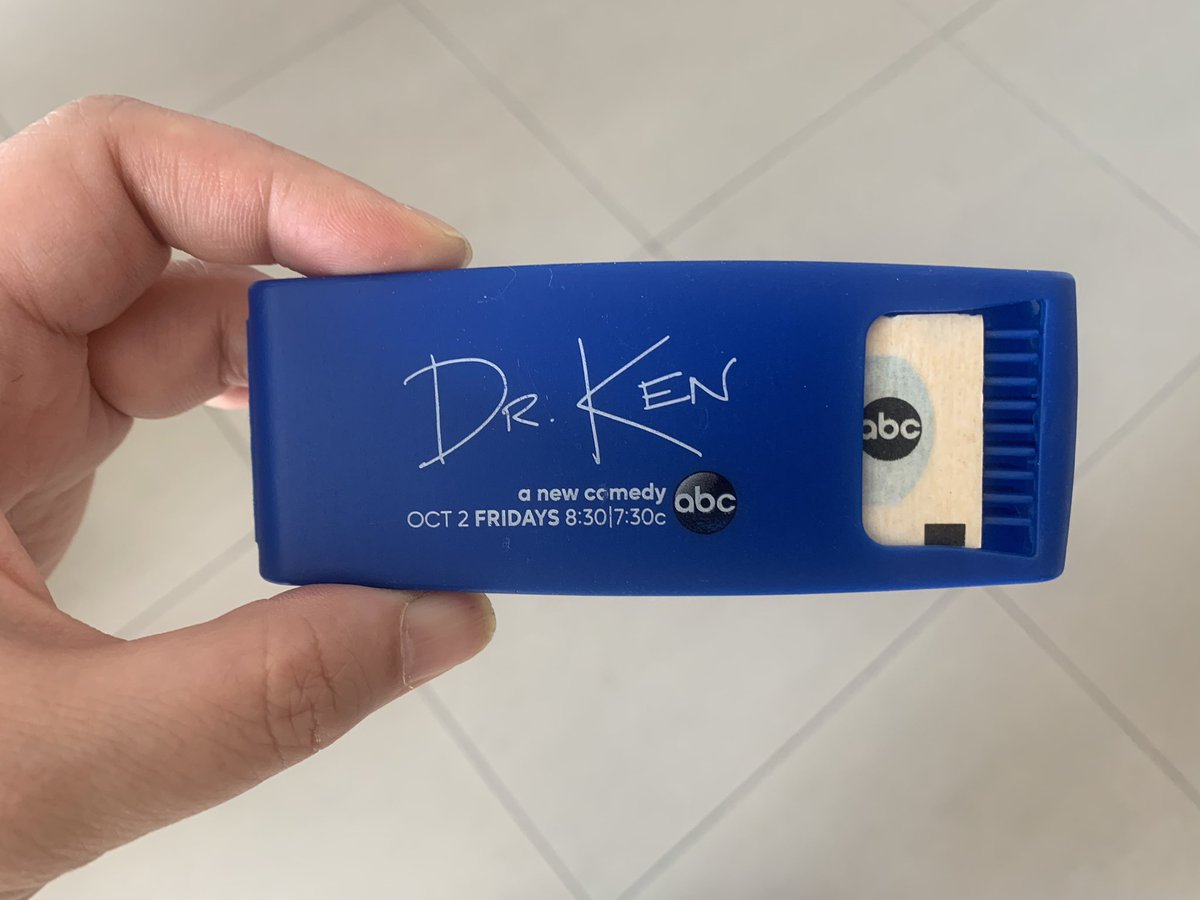 DR. KEN
a new comedy
OCT 2 FRIDAYS 8:30|7:30c
abc
abc